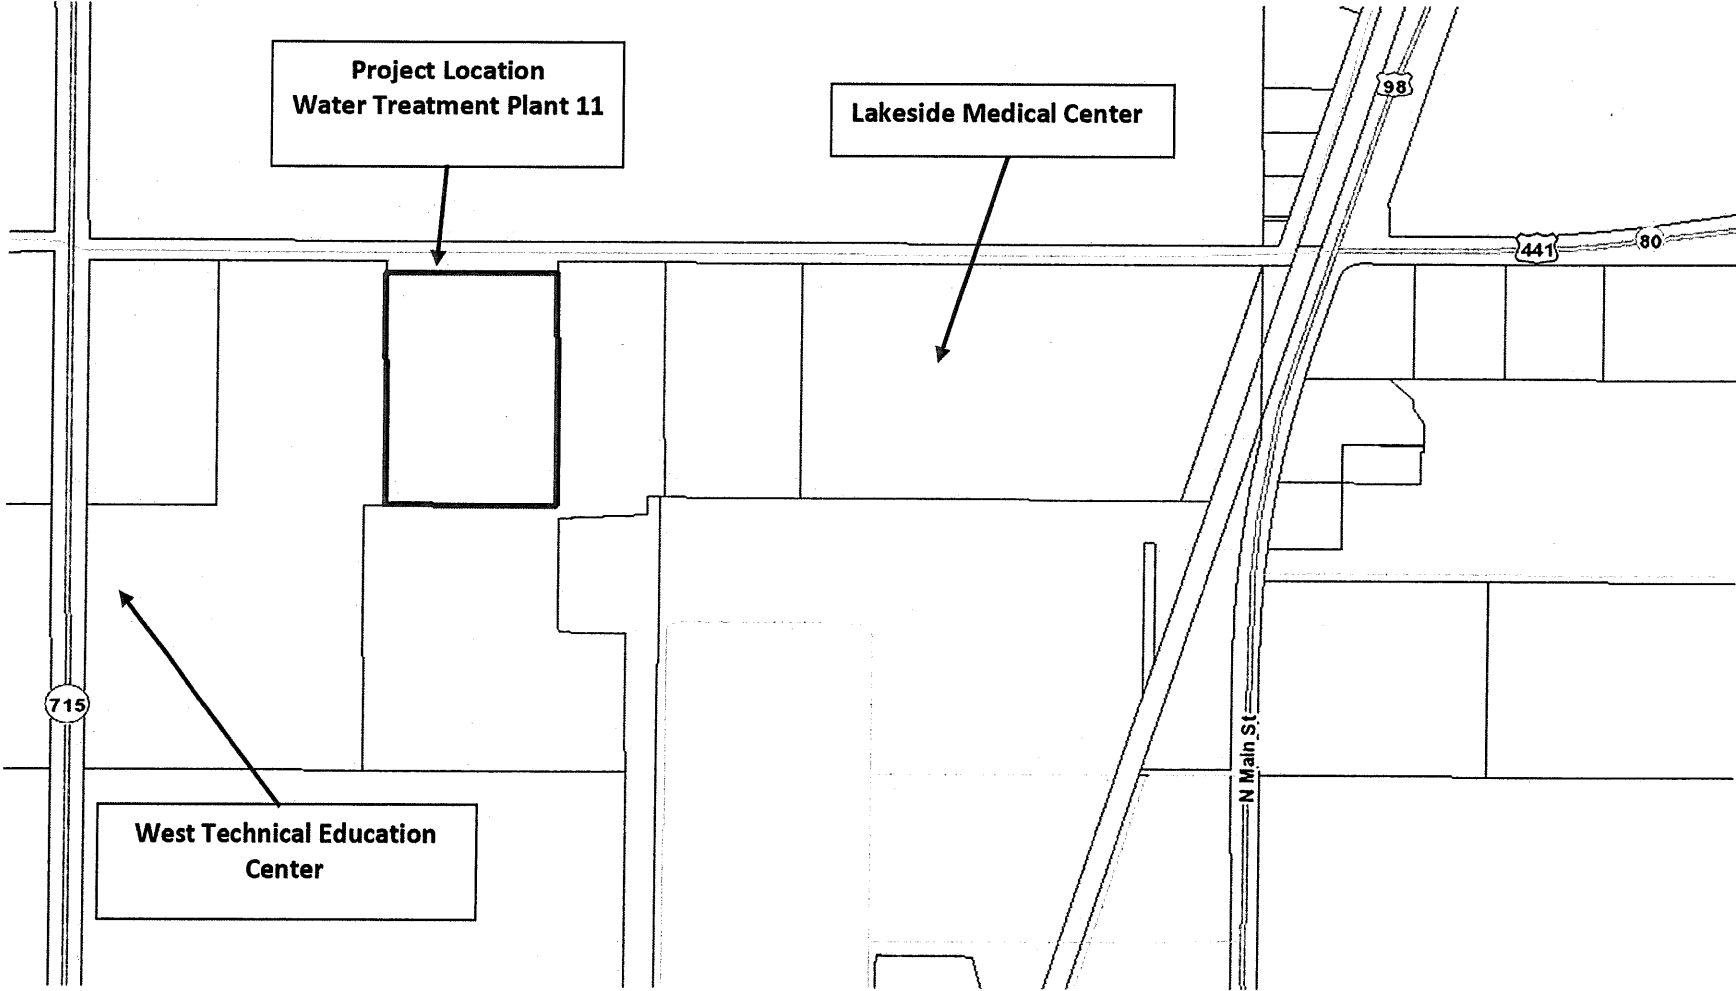 Project Location
Water Treatment Plant 11
Lakeside Medical Center
98
441
80
715
N Main St
West Technical Education
Center